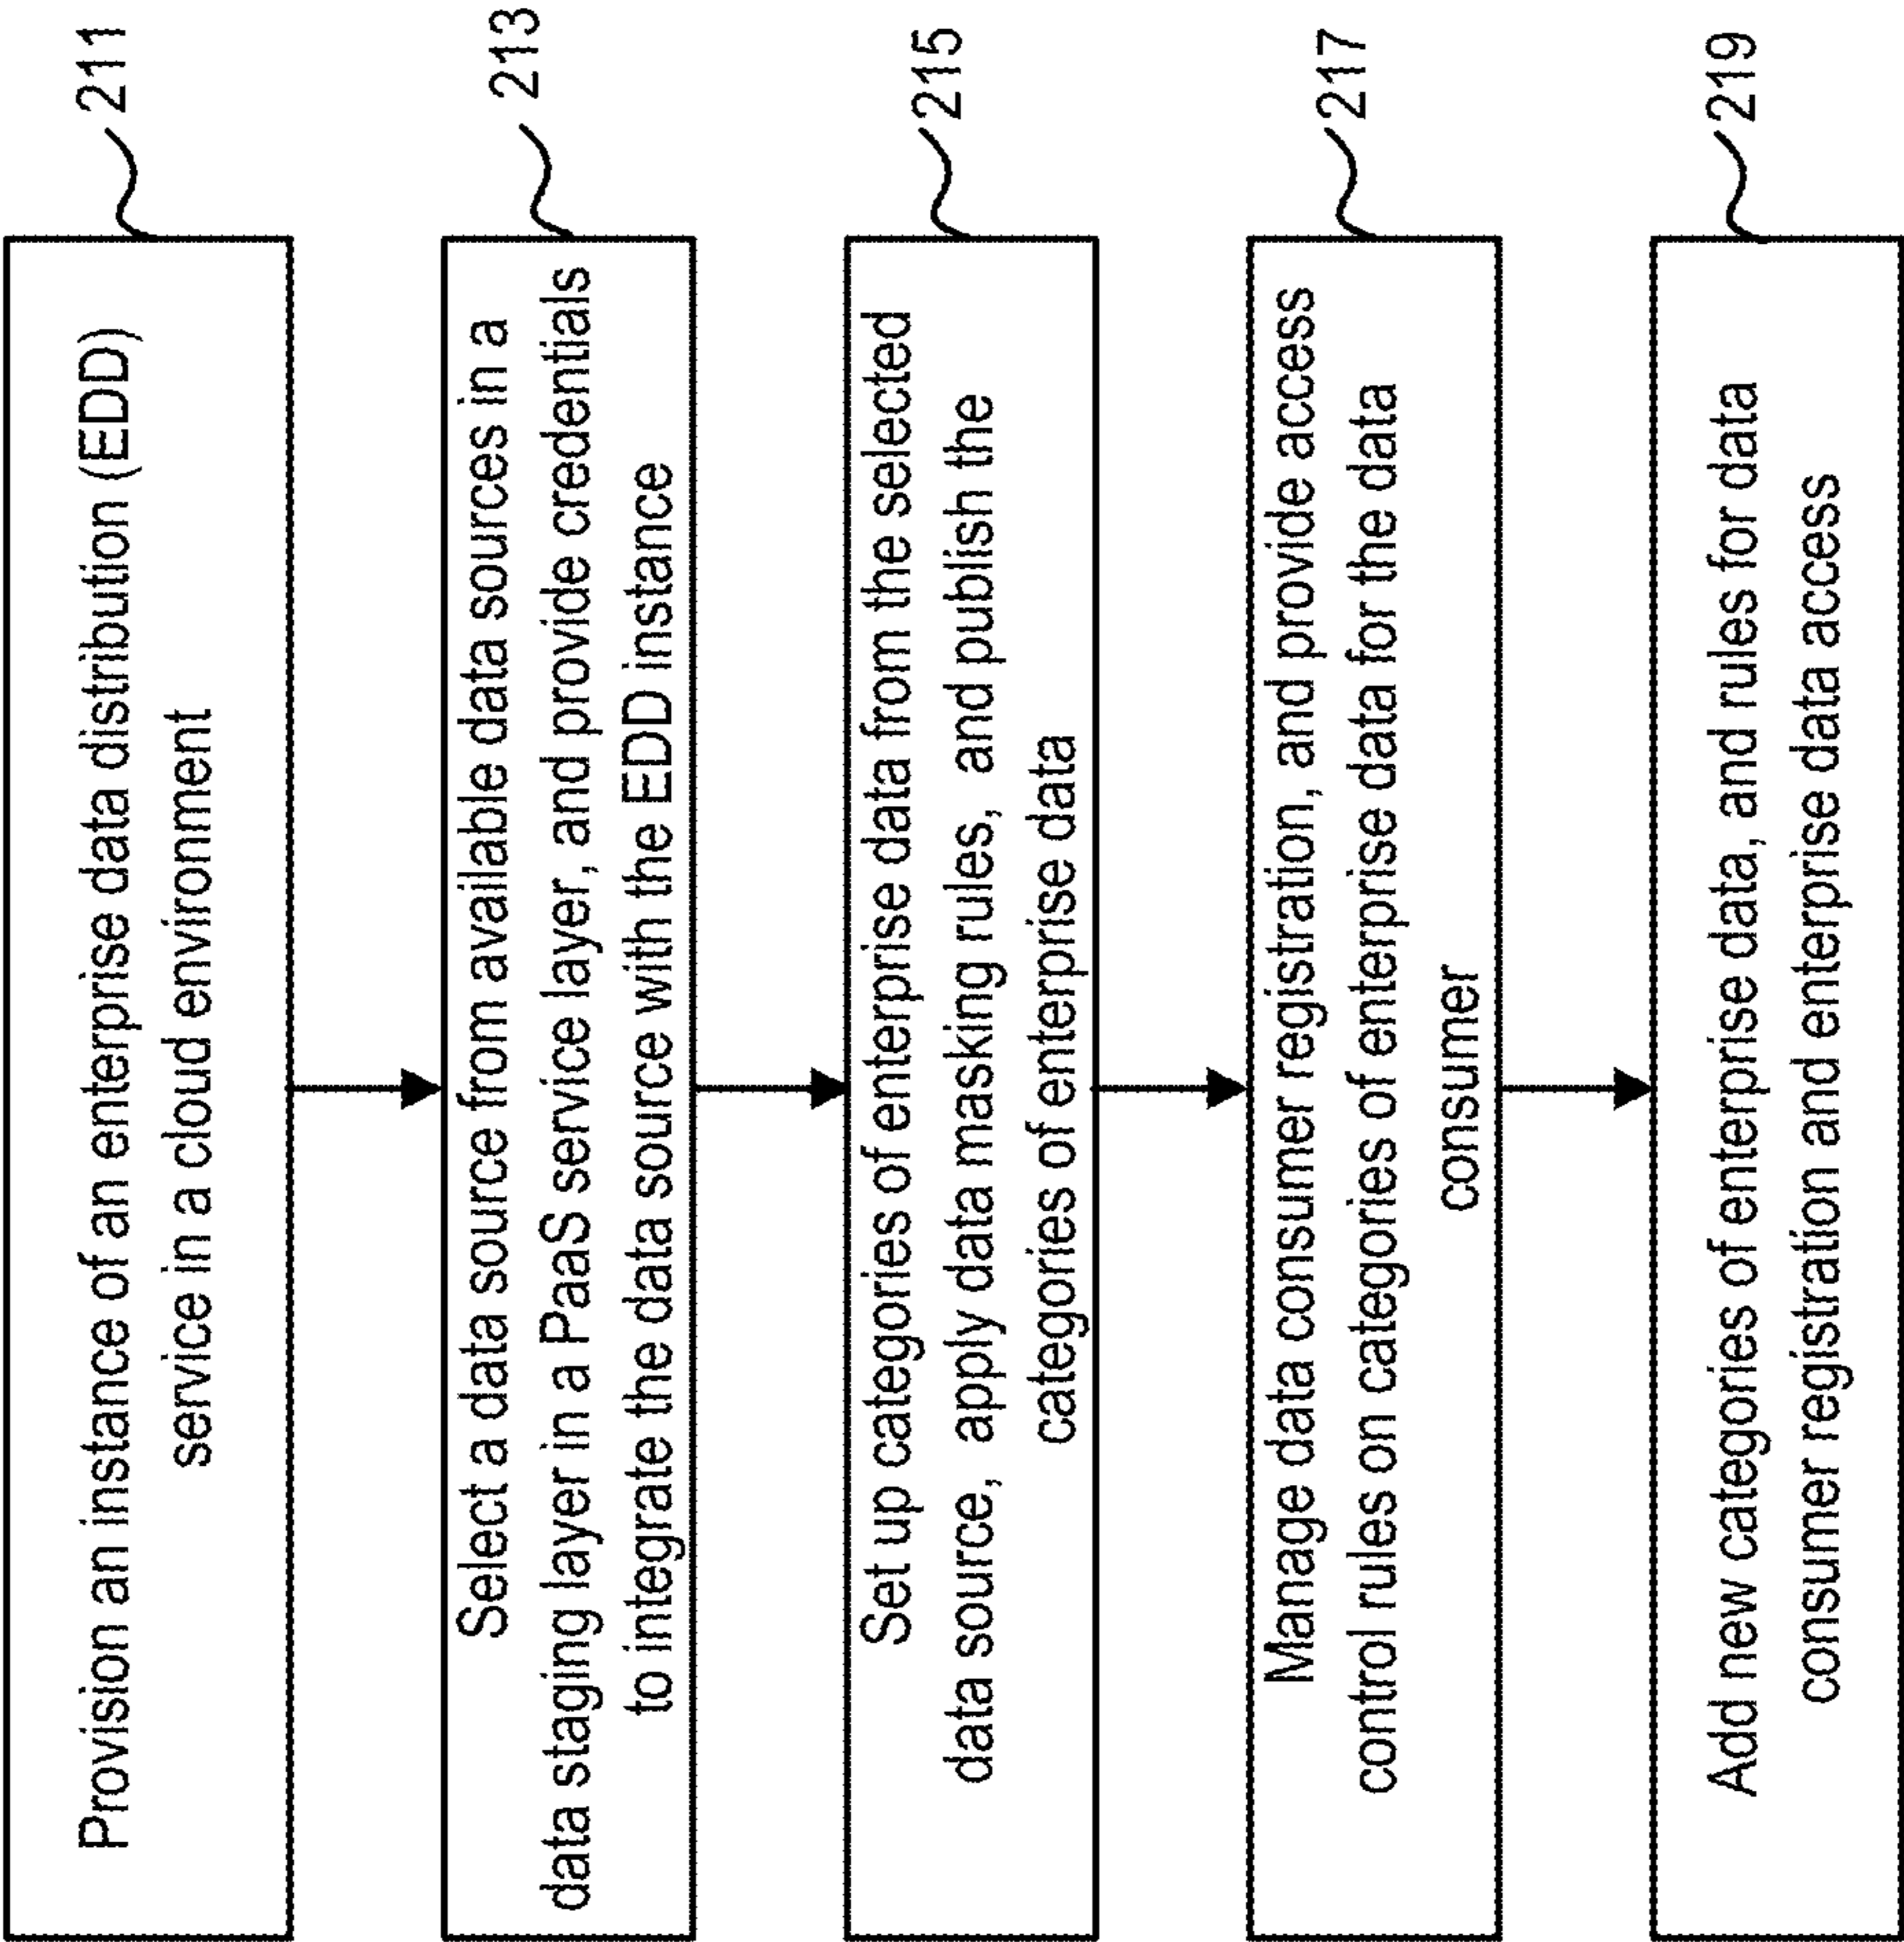 Provision an instance of an enterprise data distribution (EDD)
service in a cloud environment
211
Select a data source from available data sources in a
data staging layer in a PaaS service layer, and provide credentials
to integrate the data source with the EDD instance
213
Set up categories of enterprise data from the selected
data source, apply data masking rules, and publish the
categories of enterprise data
215
Manage data consumer registration, and provide access
control rules on categories of enterprise data for the data
consumer
217
Add new categories of enterprise data, and rules for data
consumer registration and enterprise data access
219